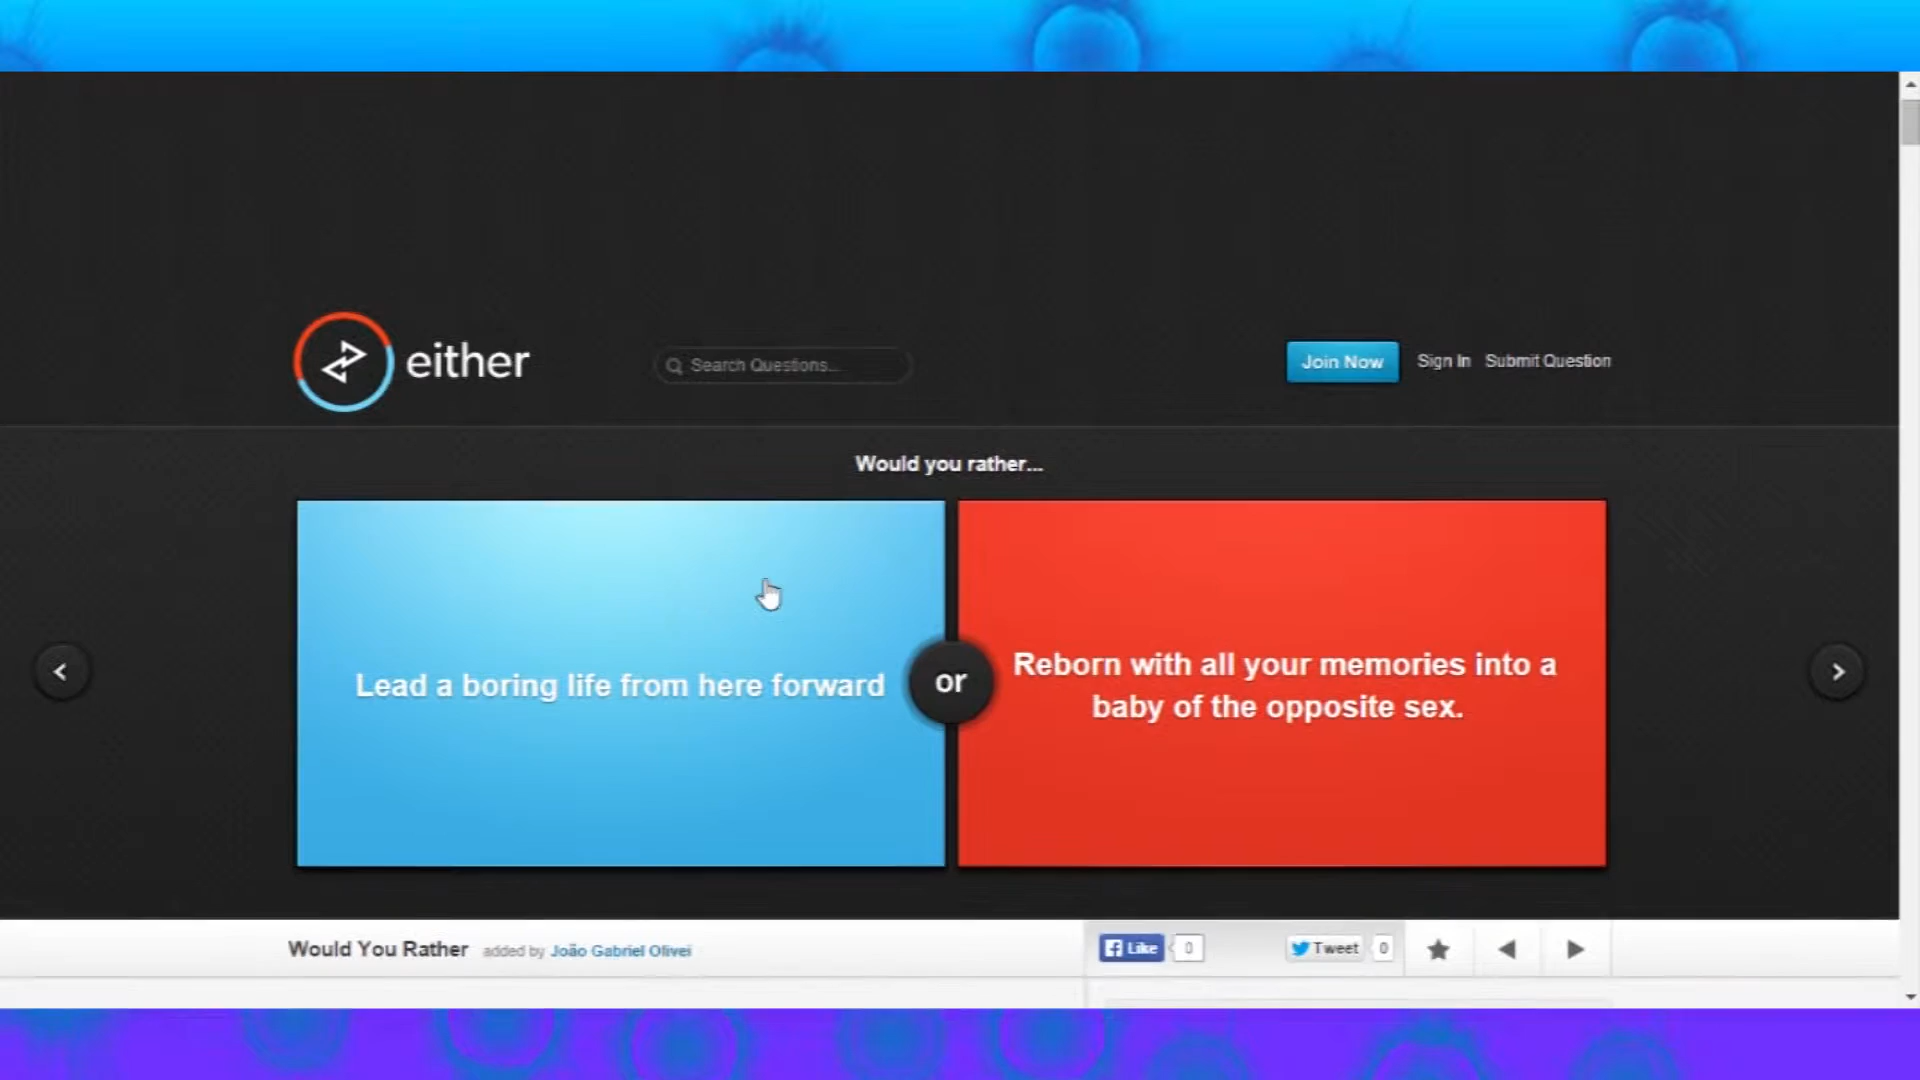 either
Search Questions...
Join Now
Sign In
Submit Question
Would you rather...
Lead a boring life from here forward
or
Reborn with all your memories into a
baby of the opposite sex.
Would You Rather added by João Gabriel Olivei
Like 0
Tweet 0